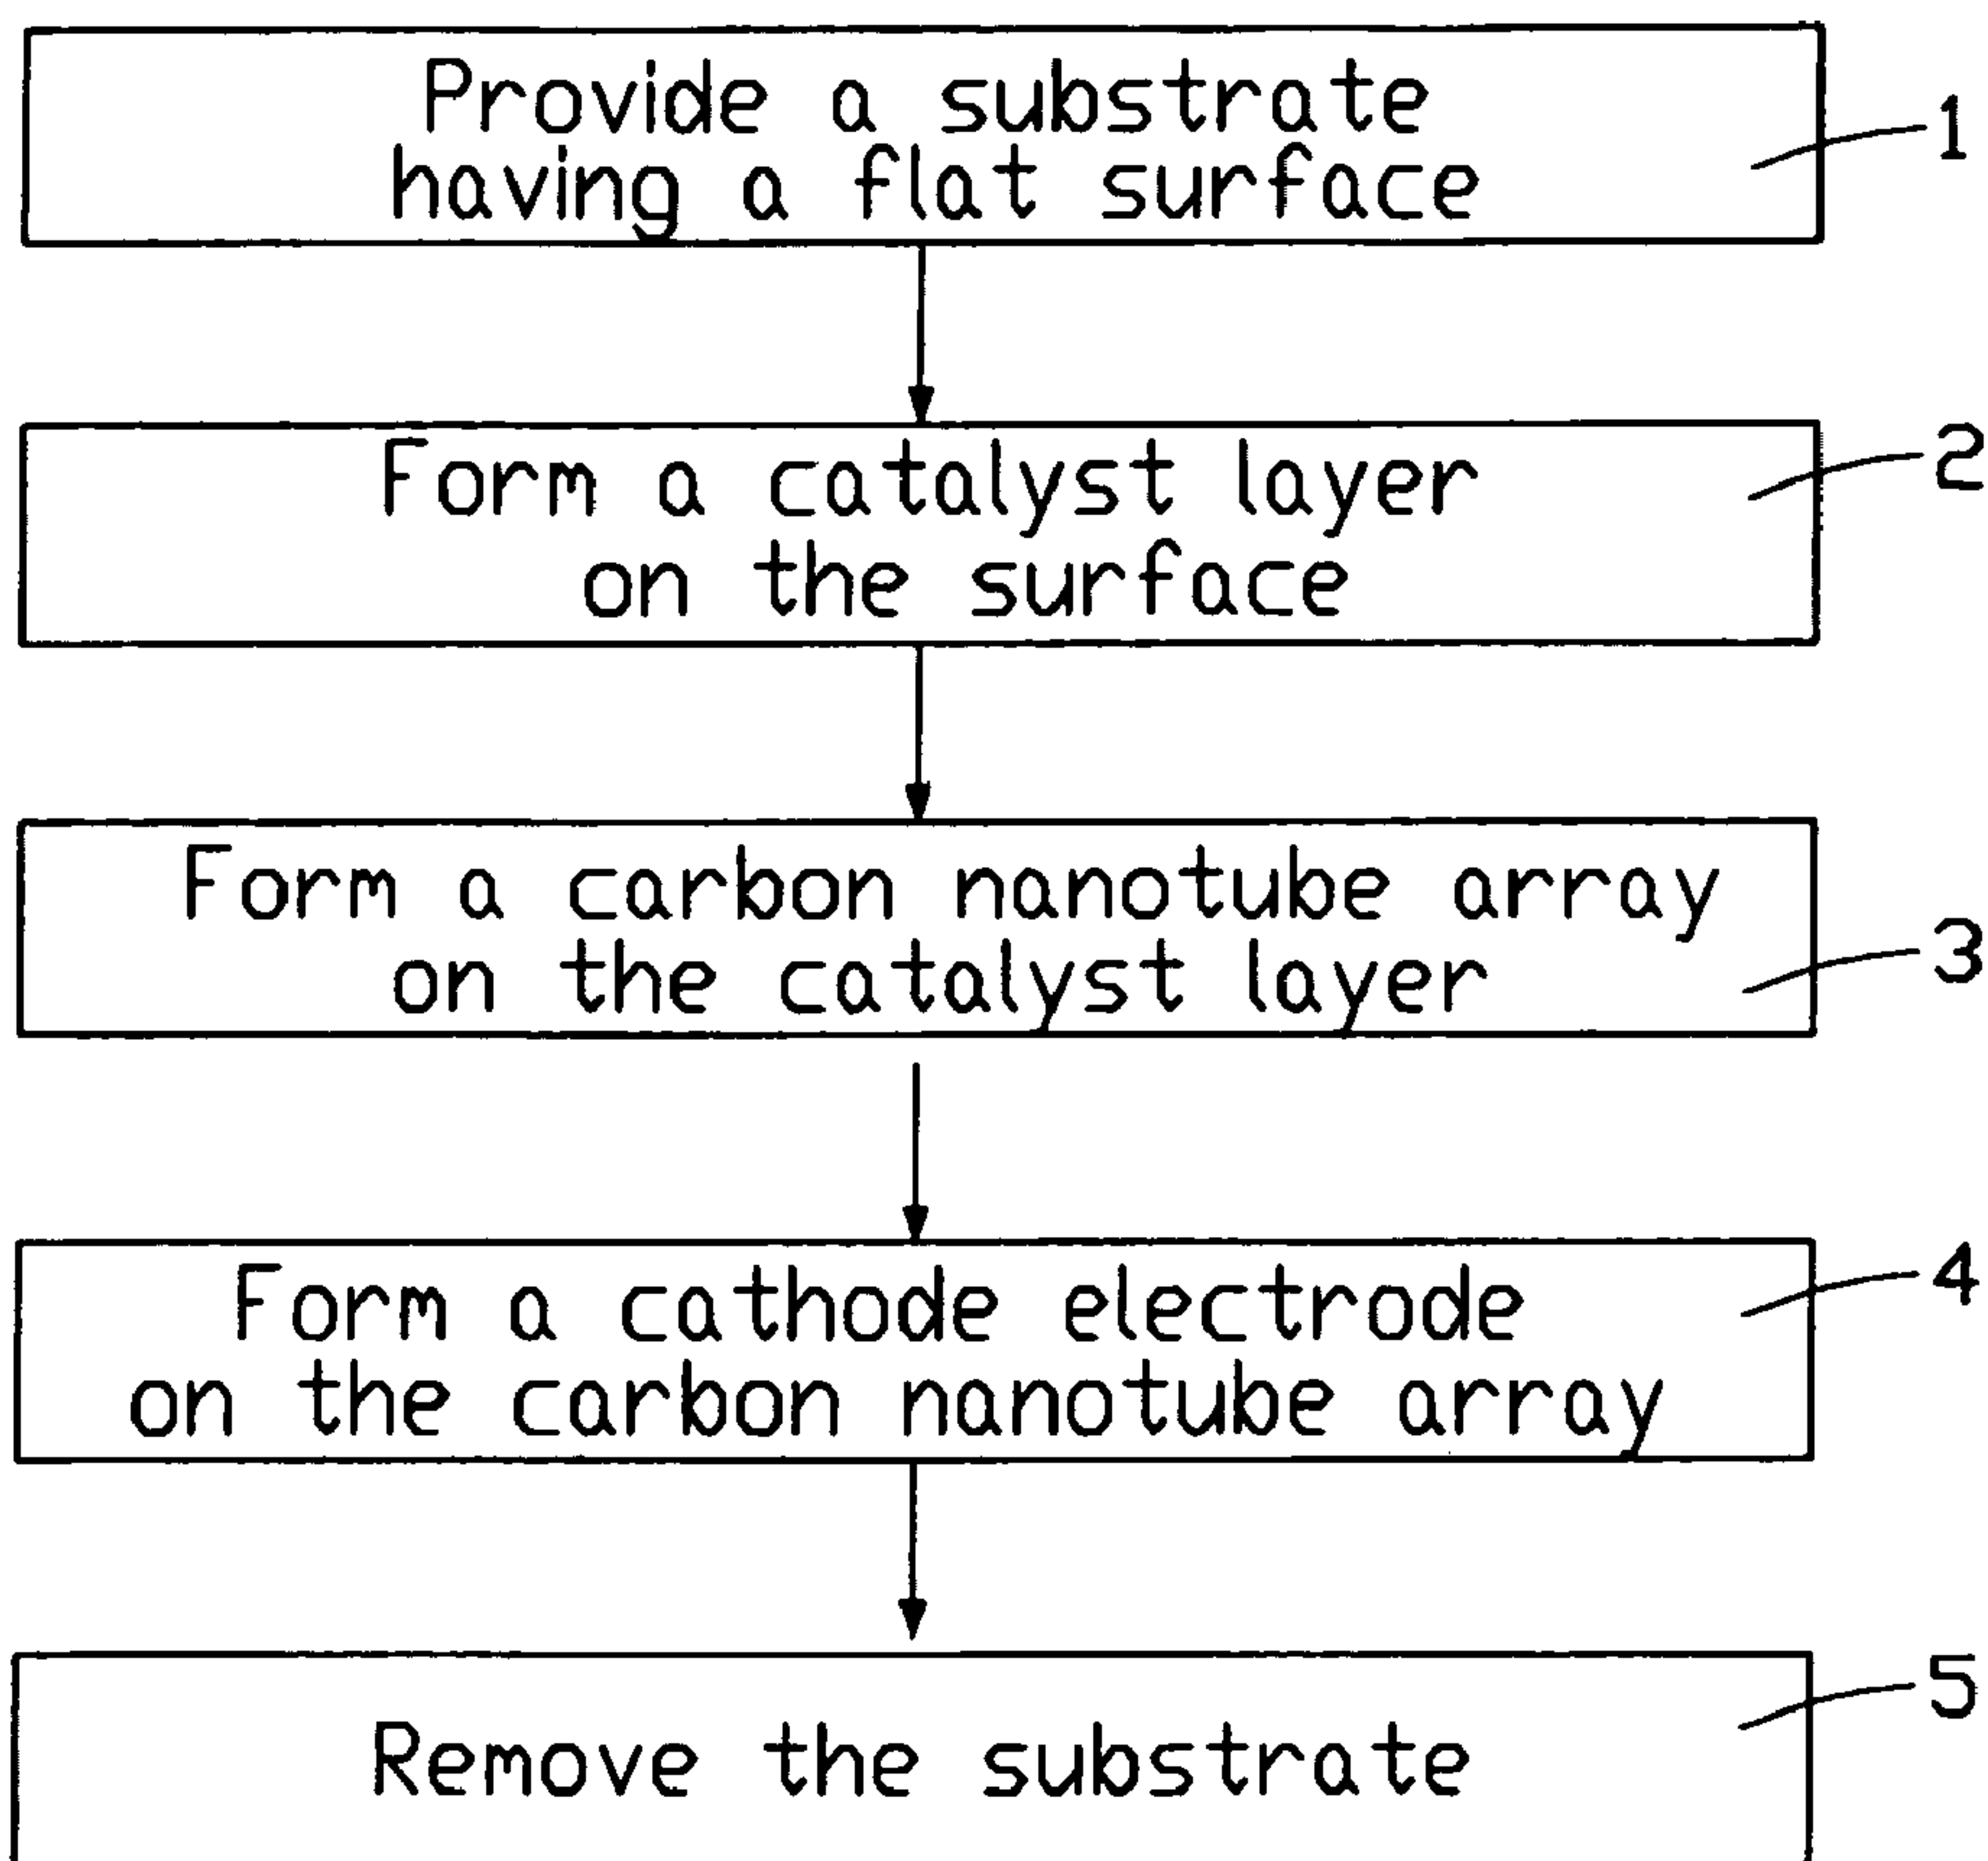 Provide a substrate
having a flat surface
1
Form a catalyst layer
on the surface
2
Form a carbon nanotube array
on the catalyst layer
3
Form a cathode electrode
on the carbon nanotube array
4
Remove the substrate
5